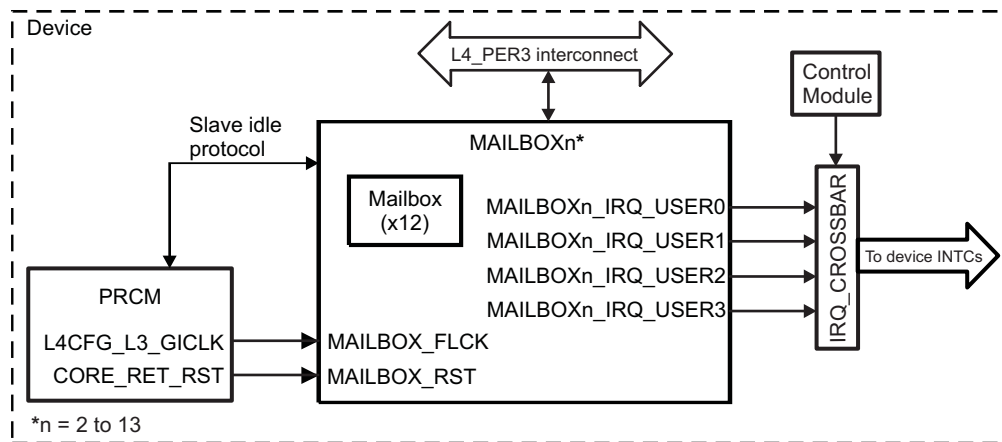 Device
L4_PER3 interconnect
Control
Module
Slave idle
protocol
MAILBOXn*
Mailbox
(x12)
MAILBOXn_IRQ_USER0
MAILBOXn_IRQ_USER1
MAILBOXn_IRQ_USER2
MAILBOXn_IRQ_USER3
IRQ_CROSSBAR
To device INTCs
PRCM
L4CFG_L3_GICLK
CORE_RET_RST
MAILBOX_FLCK
MAILBOX_RST
*n = 2 to 13